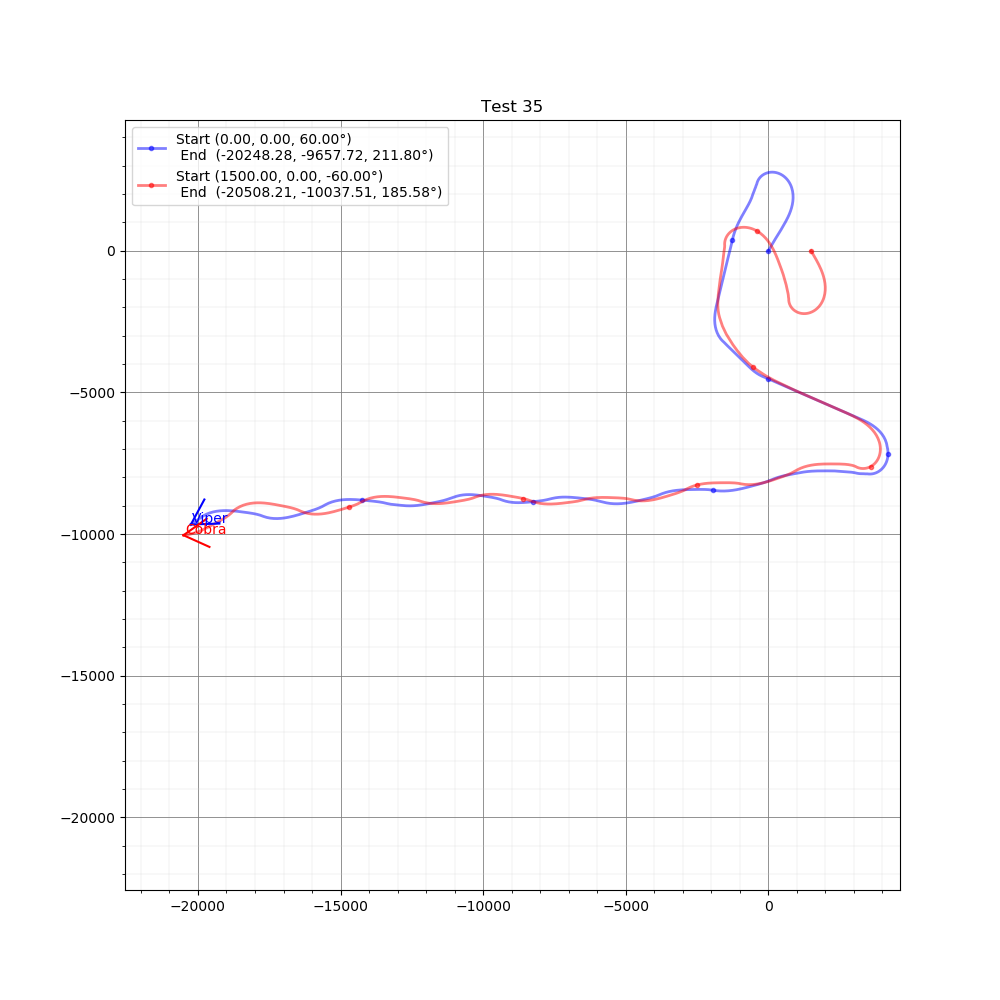 Test 35
Start (0.00, 0.00, 60.00°)
End  (-20248.28, -9657.72, 211.80°)
Start (1500.00, 0.00, -60.00°)
End  (-20508.21, -10037.51, 185.58°)
0
−5000
−10000
−15000
−20000
Viper
Cobra
−20000 −15000 −10000 −5000 0